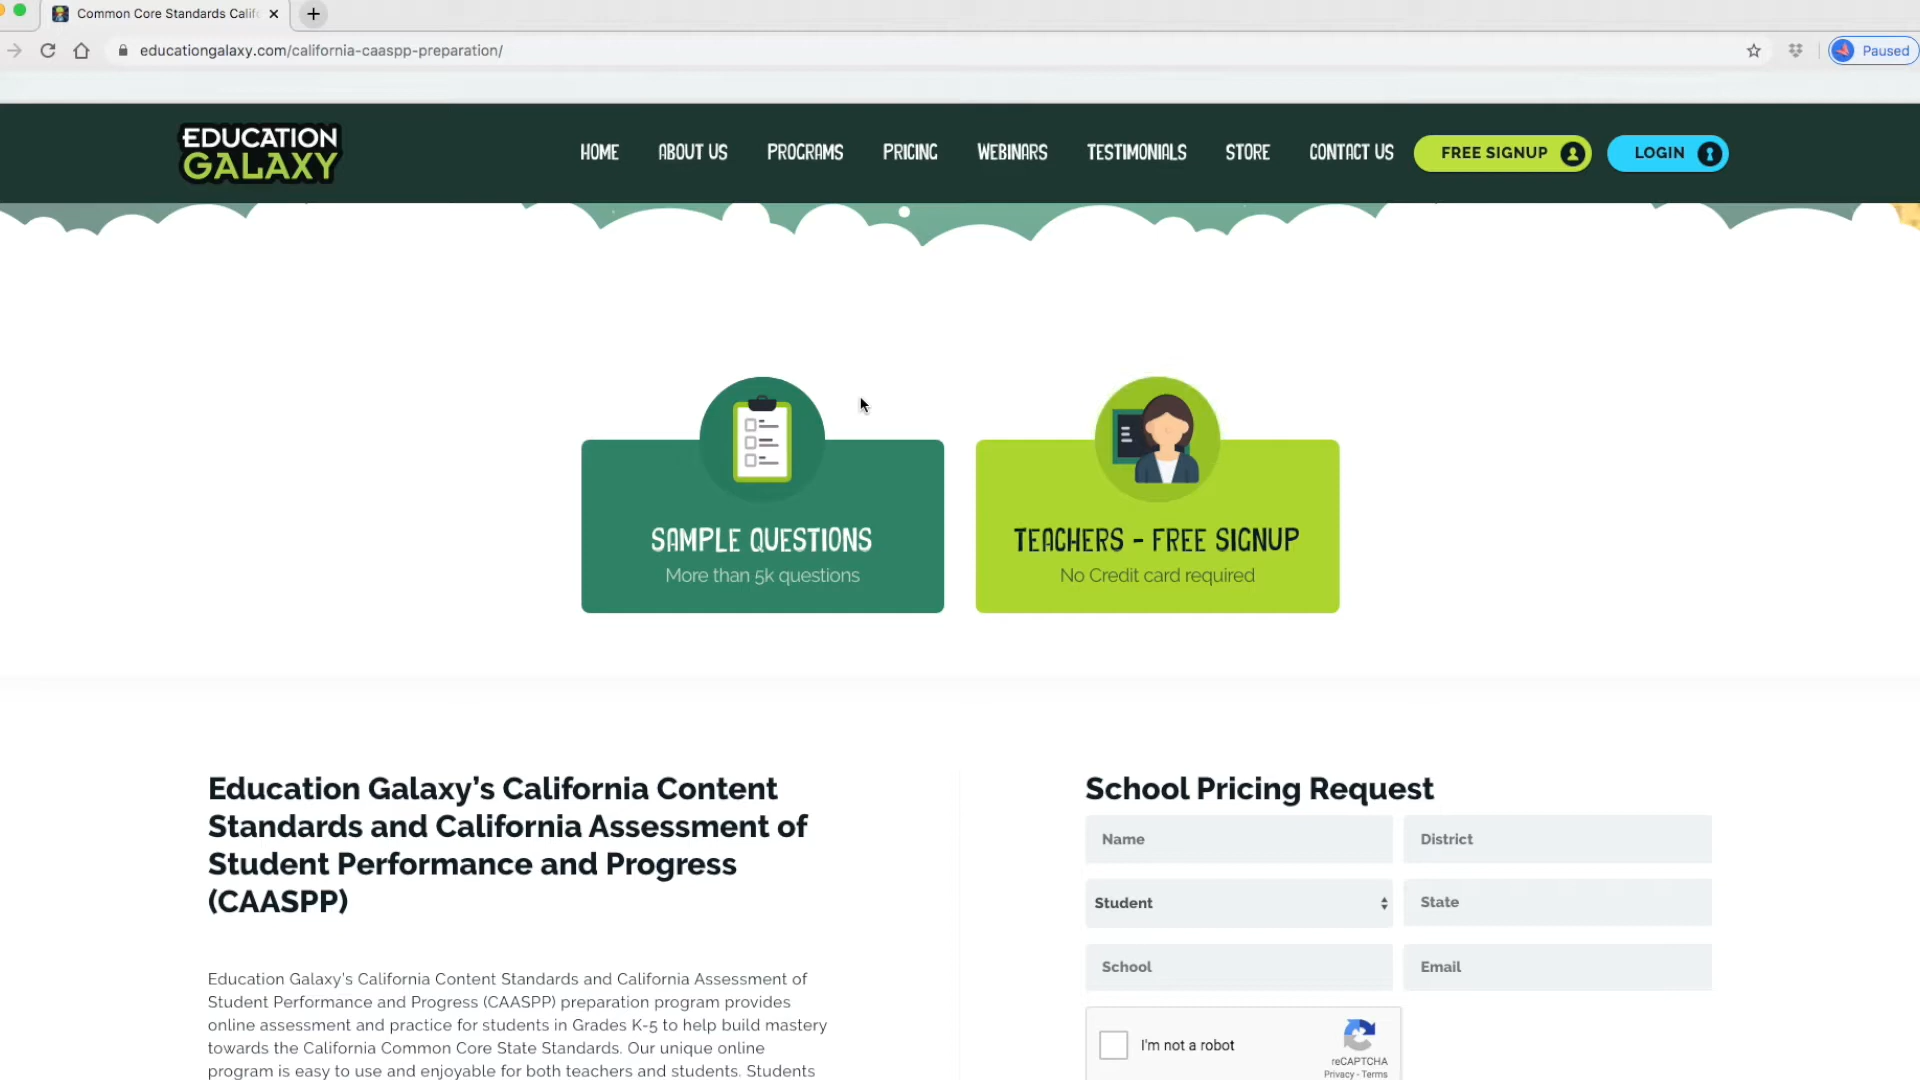 Common Core Standards Calif
educationgalaxy.com/california-caaspp-preparation/
Paused
EDUCATION
GALAXY
HOME
ABOUT US
PROGRAMS
PRICING
WEBINARS
TESTIMONIALS
STORE
CONTACT US
FREE SIGNUP
LOGIN
SAMPLE QUESTIONS
More than 5k questions
TEACHERS - FREE SIGNUP
No Credit card required
Education Galaxy's California Content
Standards and California Assessment of
Student Performance and Progress
(CAASPP)
Education Galaxy's California Content Standards and California Assessment of
Student Performance and Progress (CAASPP) preparation program provides
online assessment and practice for students in Grades K-5 to help build mastery
towards the California Common Core State Standards. Our unique online
program is easy to use and enjoyable for both teachers and students. Students
School Pricing Request
Name
District
Student
State
School
Email
I'm not a robot
reCAPTCHA
Privacy - Terms